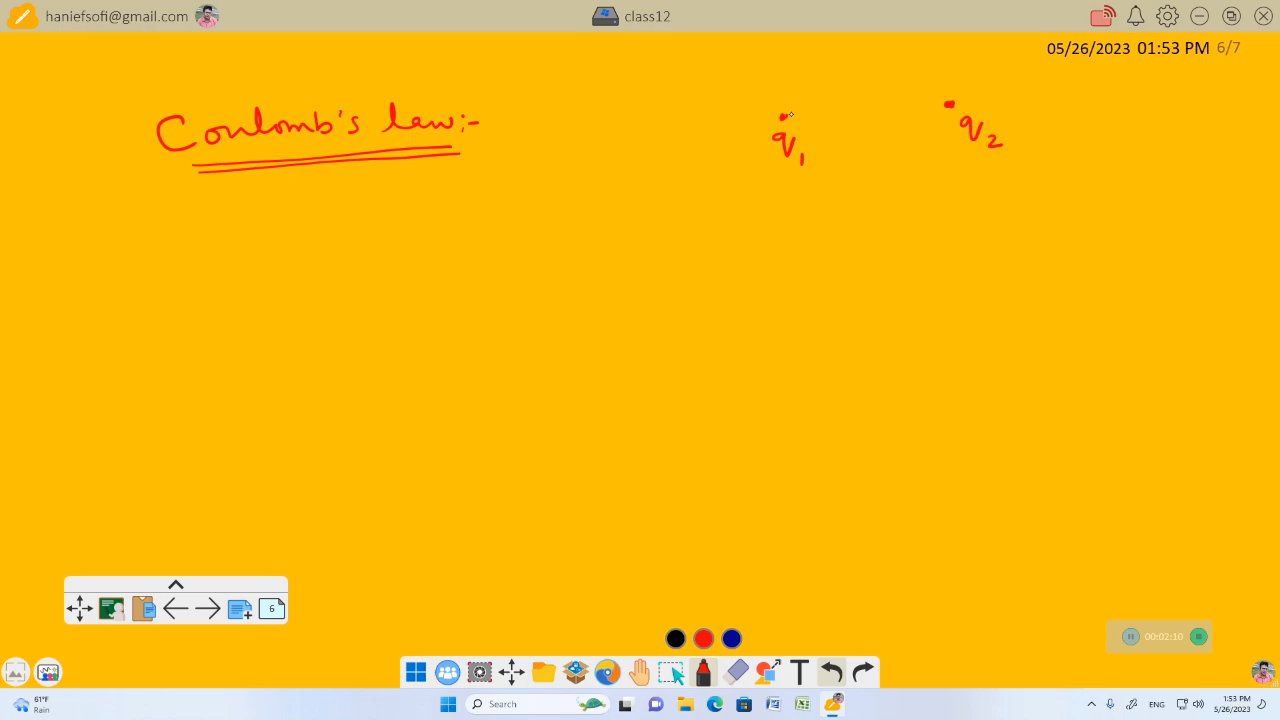 haniefsofi@gmail.com
class12
05/26/2023 01:53 PM 6/7
Coulomb's law:-
q1
q2
6
00:02:10
T
61°F
Rain
Search
ENG
1:53 PM
5/26/2023